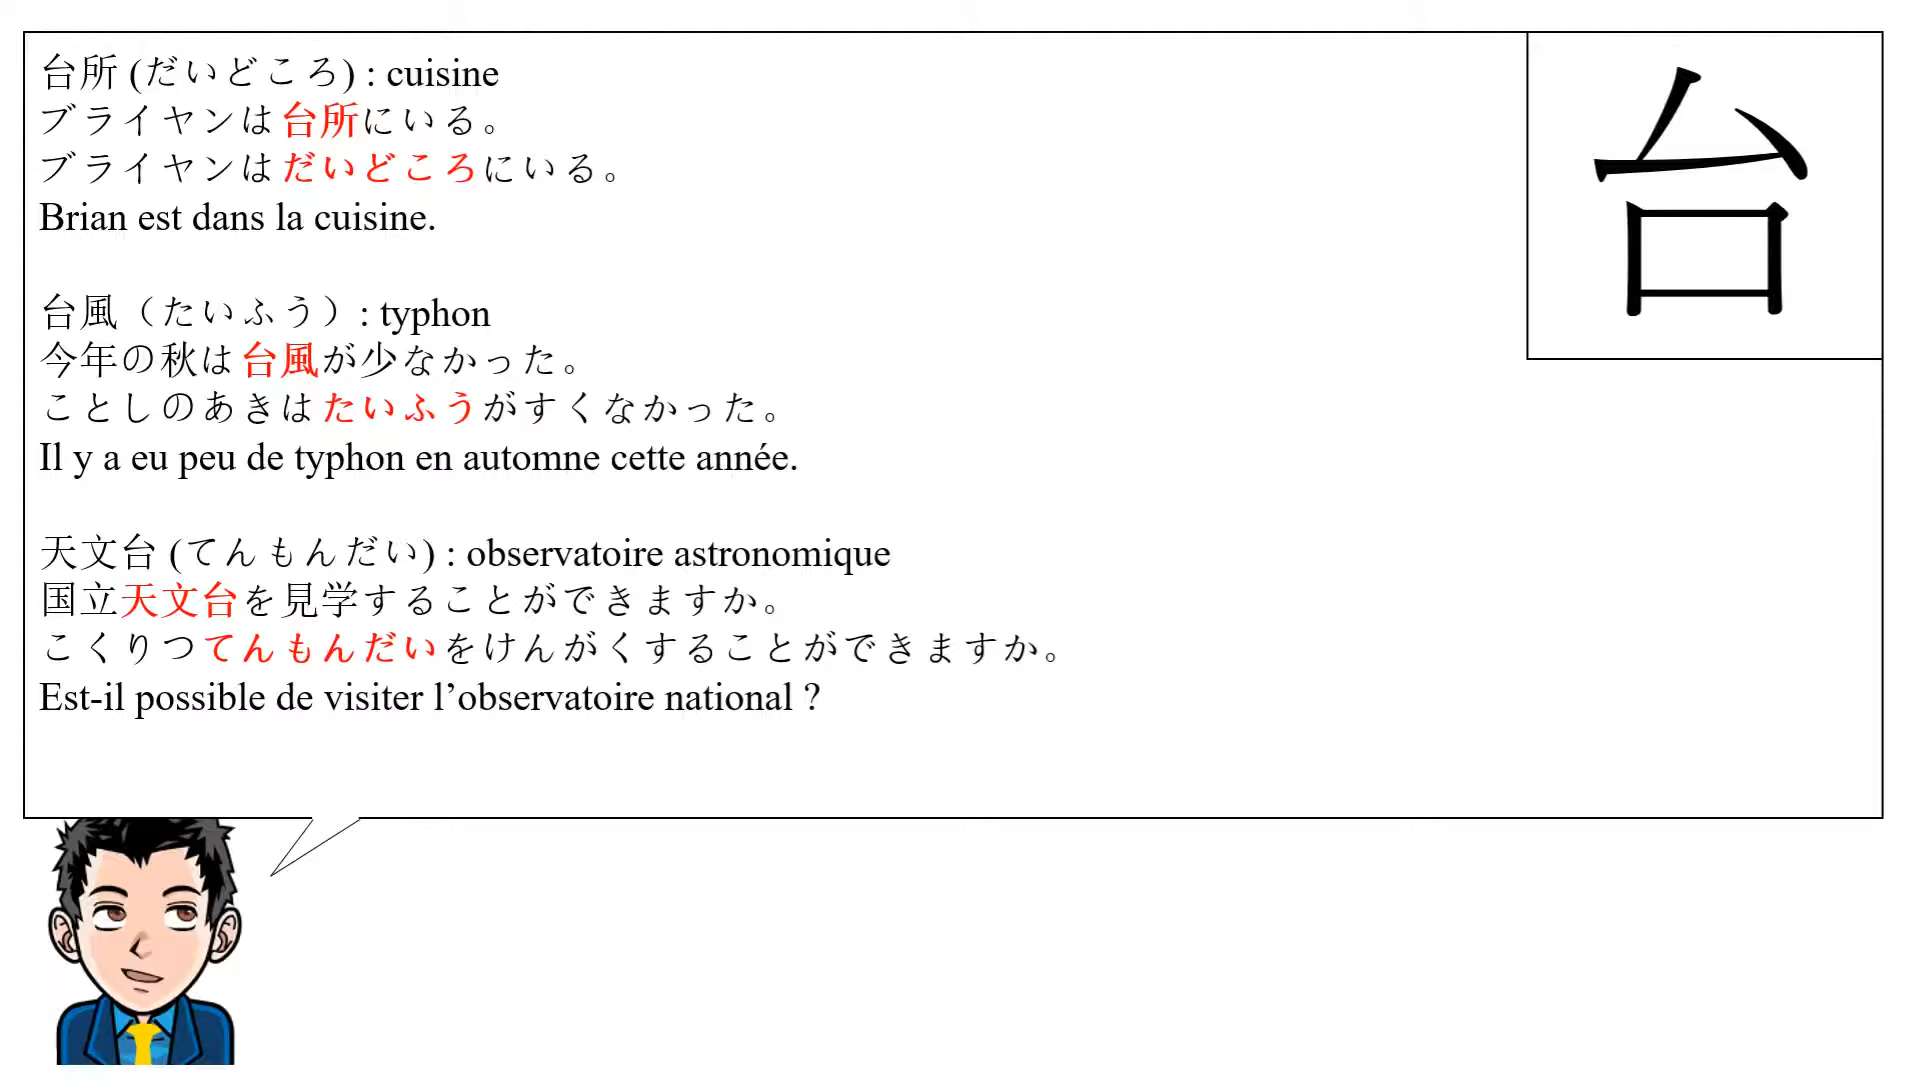 台所 (だいどころ) : cuisine
ブライヤンは台所にいる。
ブライヤンはだいどころにいる。
Brian est dans la cuisine.
台風（たいふう）: typhon
今年の秋は台風が少なかった。
ことしのあきはたいふうがすくなかった。
Il y a eu peu de typhon en automne cette année.
天文台 (てんもんだい) : observatoire astronomique
国立天文台を見学することができますか。
こくりつてんもんだいをけんがくすることができますか。
Est-il possible de visiter l’observatoire national ?
台